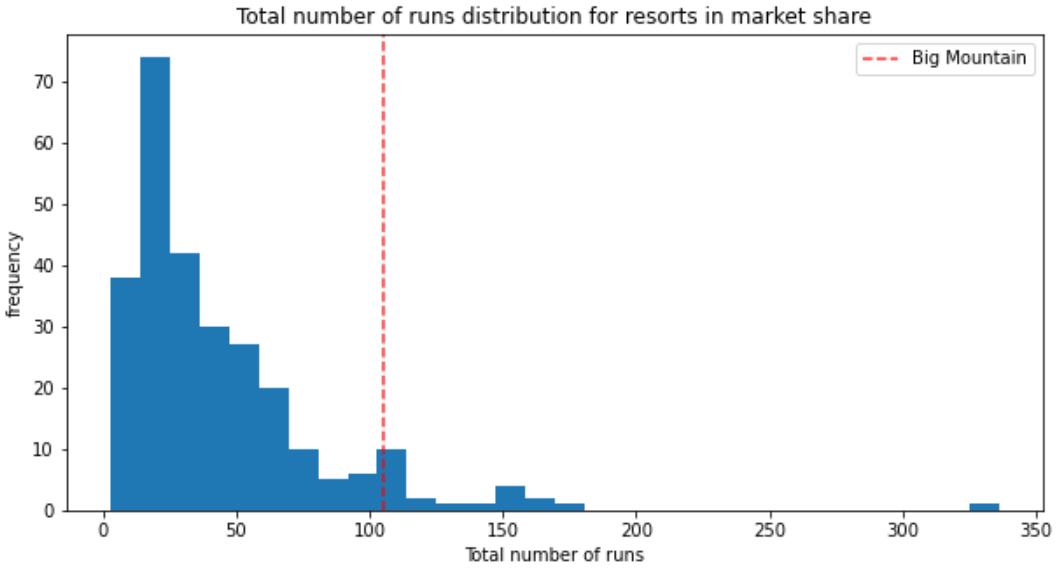 Total number of runs distribution for resorts in market share
Big Mountain
70
60
50
40
30
20
10
0
frequency
0 50 100 150 200 250 300 350
Total number of runs